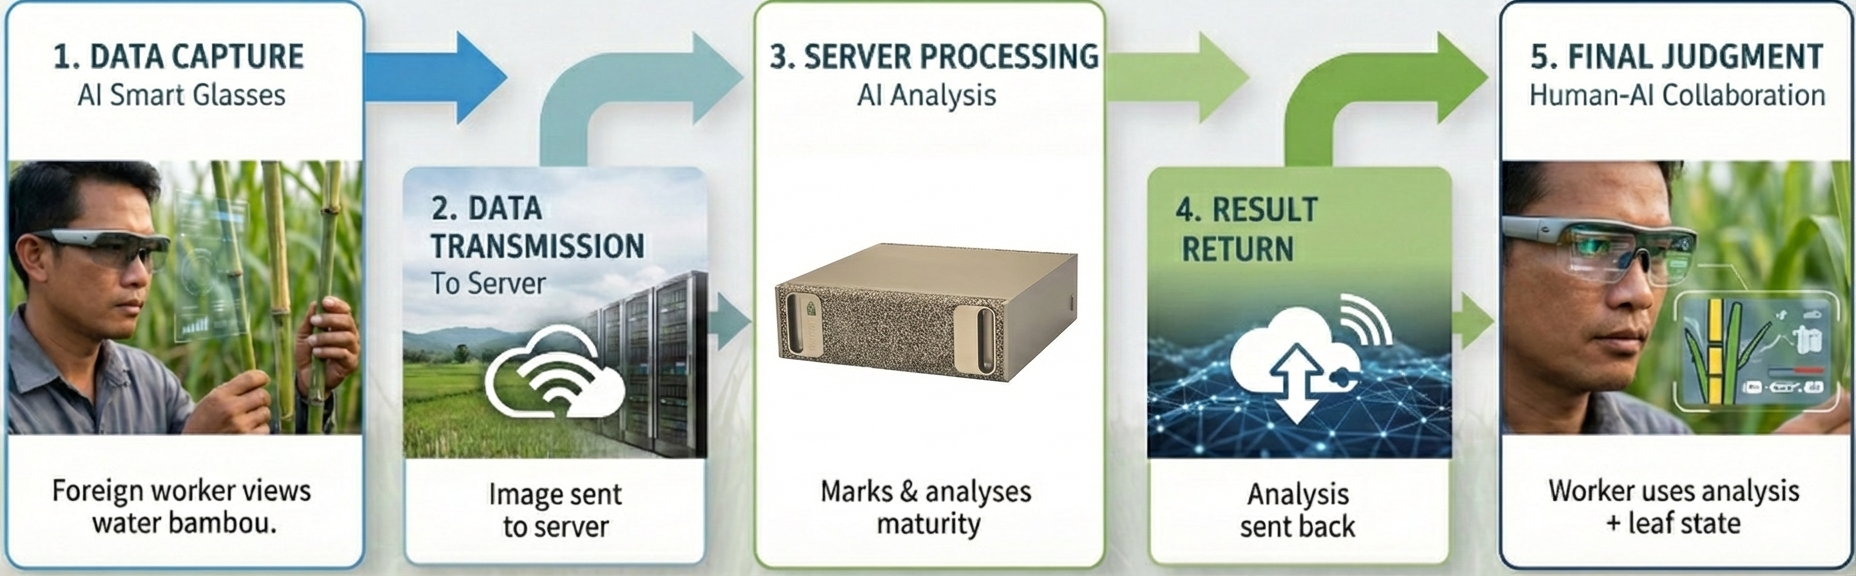 1. DATA CAPTURE
AI Smart Glasses
Foreign worker views
water bambou.
2. DATA
TRANSMISSION
To Server
Image sent
to server
3. SERVER PROCESSING
AI Analysis
Marks & analyses
maturity
4. RESULT
RETURN
Analysis
sent back
5. FINAL JUDGMENT
Human-AI Collaboration
Worker uses analysis
+ leaf state